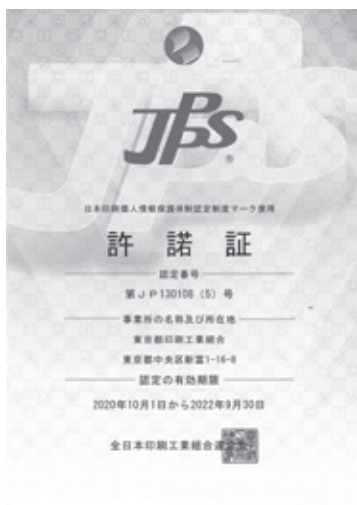 JPPS
®
日本印刷個人情報保護体制認定制度マーク使用
許諾証
認定番号
第JP130108(5)号
事業所の名称及び所在地
東京都印刷工業組合
東京都中央区新富1-16-8
認定の有効期限
2020年10月1日から2022年9月30日
全日本印刷工業組合連合会